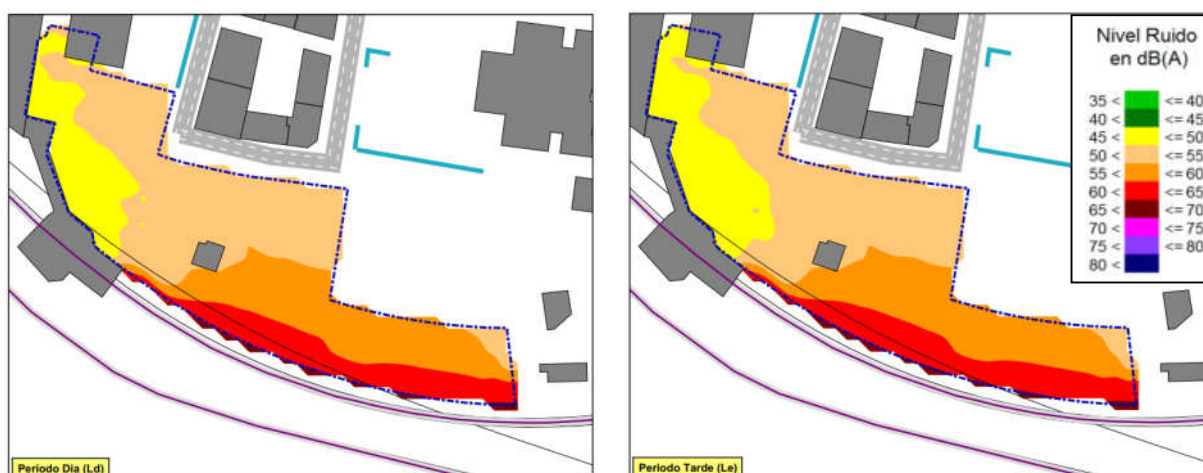 Nivel Ruido
en dB(A)
35 < <= 40
40 < <= 45
45 < <= 50
50 < <= 55
55 < <= 60
60 < <= 65
65 < <= 70
70 < <= 75
75 < <= 80
80 <
Periodo Día (Ld)
Periodo Tarde (Le)